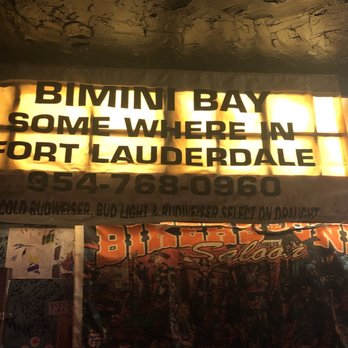 BIMINI BAY
SOME WHERE IN
FORT LAUDERDALE
954-768-0960
COLD BUDWEISER, BUD LIGHT & BUDWEISER SELECT ON DRAUGHT
Saloon